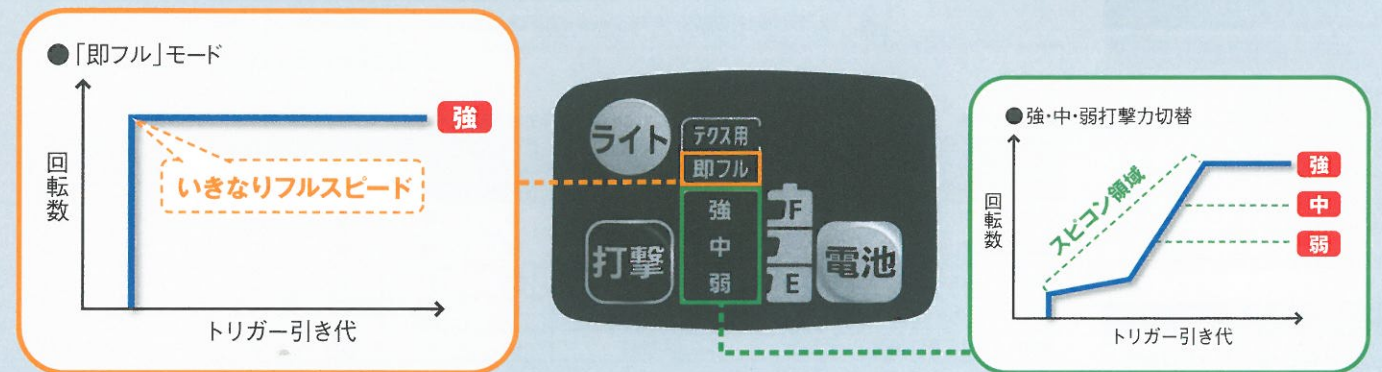 ●「即フル」モード
回転数
強
いきなりフルスピード
トリガー引き代
ライト
テクス用
即フル
強
中
弱
打撃
F
E
電池
●強・中・弱打撃力切替
回転数
スピコン領域
強
中
弱
トリガー引き代